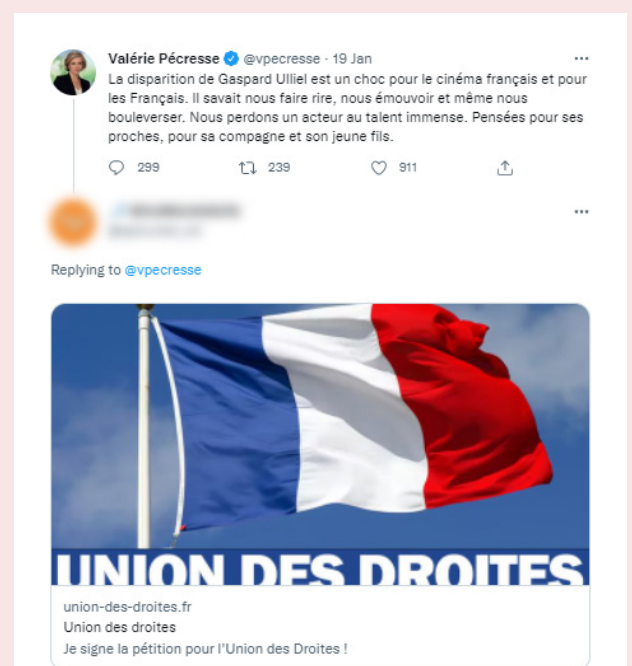 Valérie Pécresse @vpecresse · 19 Jan
La disparition de Gaspard Ulliel est un choc pour le cinéma français et pour
les Français. Il savait nous faire rire, nous émouvoir et même nous
bouleverser. Nous perdons un acteur au talent immense. Pensées pour ses
proches, pour sa compagne et son jeune fils.
299 239 911
Replying to @vpecresse
UNION DES DROITES
union-des-droites.fr
Union des droites
Je signe la pétition pour l'Union des Droites !